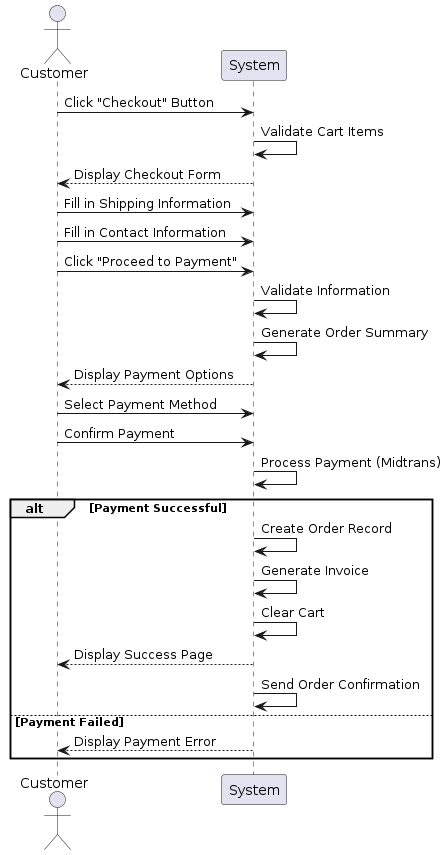 Customer
System
Click "Checkout" Button
Validate Cart Items
Display Checkout Form
Fill in Shipping Information
Fill in Contact Information
Click "Proceed to Payment"
Validate Information
Generate Order Summary
Display Payment Options
Select Payment Method
Confirm Payment
Process Payment (Midtrans)
alt [Payment Successful]
Create Order Record
Generate Invoice
Clear Cart
Display Success Page
Send Order Confirmation
[Payment Failed]
Display Payment Error
Customer
System